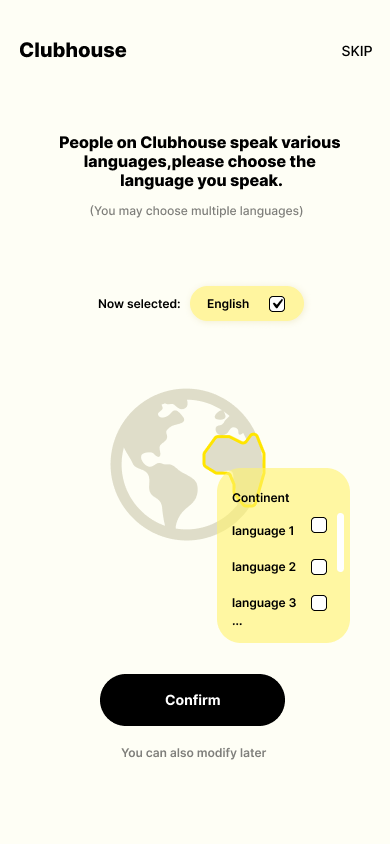 Clubhouse
SKIP
People on Clubhouse speak various
languages,please choose the
language you speak.
(You may choose multiple languages)
Now selected:
English
Continent
language 1
language 2
language 3
...
Confirm
You can also modify later